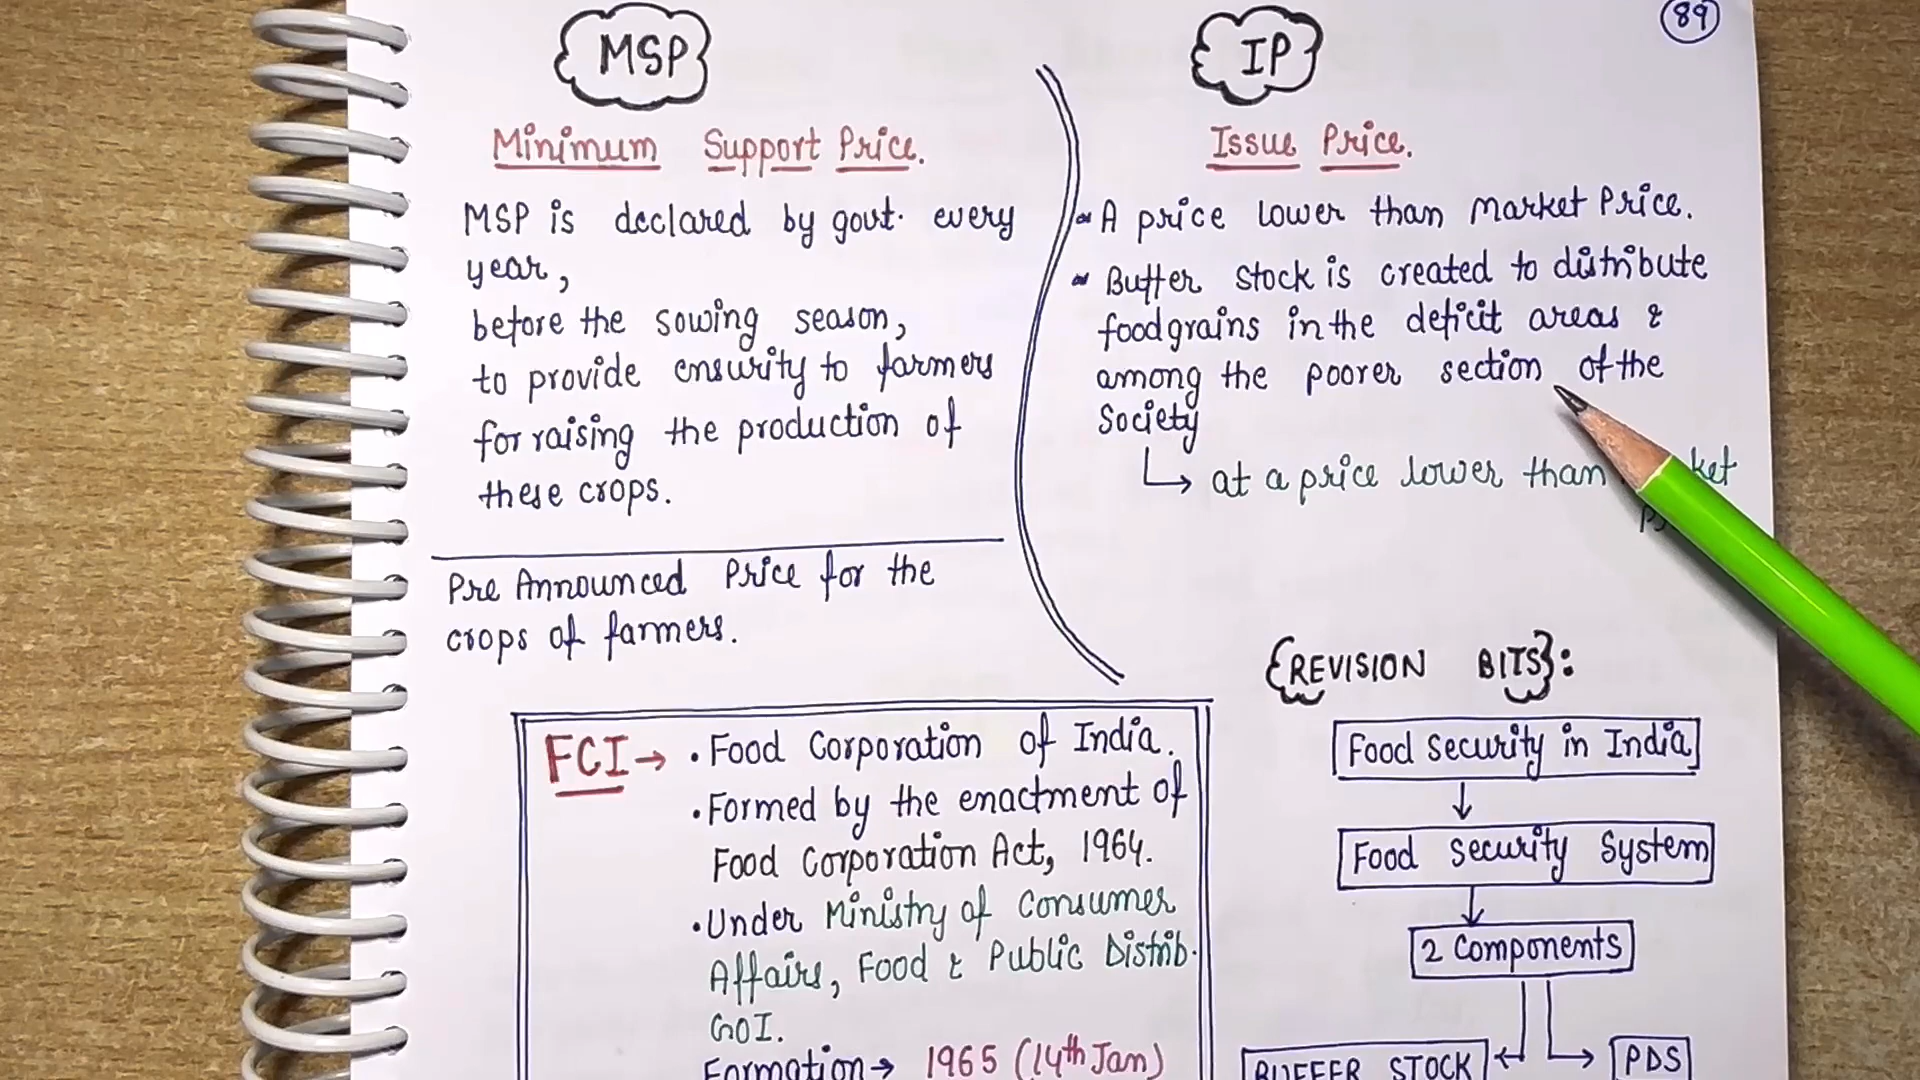 89
MSP
Minimum Support Price.
MSP is declared by govt. every
year,
before the sowing season,
to provide ensurity to farmers
for raising the production of
these crops.
Pre Announced Price for the
crops of farmers.
IP
Issue Price.
A price lower than market Price.
Buffer stock is created to distribute
foodgrains in the deficit areas &
among the poorer section of the
Society
↳ at a price lower than
FCI → • Food Corporation of India.
• Formed by the enactment of
Food Corporation Act, 1964.
• Under Ministry of Consumer
Affairs, Food & Public Distrib.
GOI.
Formation → 1965 (14th Jan)
{REVISION BITS}:
Food security in India
↓
Food security System
↓
2 Components
BUFFER STOCK ← → PDS